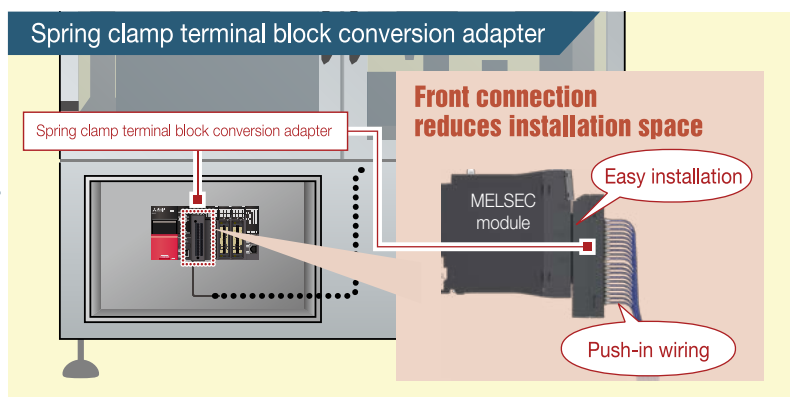 Spring clamp terminal block conversion adapter
Front connection
reduces installation space
Spring clamp terminal block conversion adapter
Easy installation
MELSEC
module
Push-in wiring